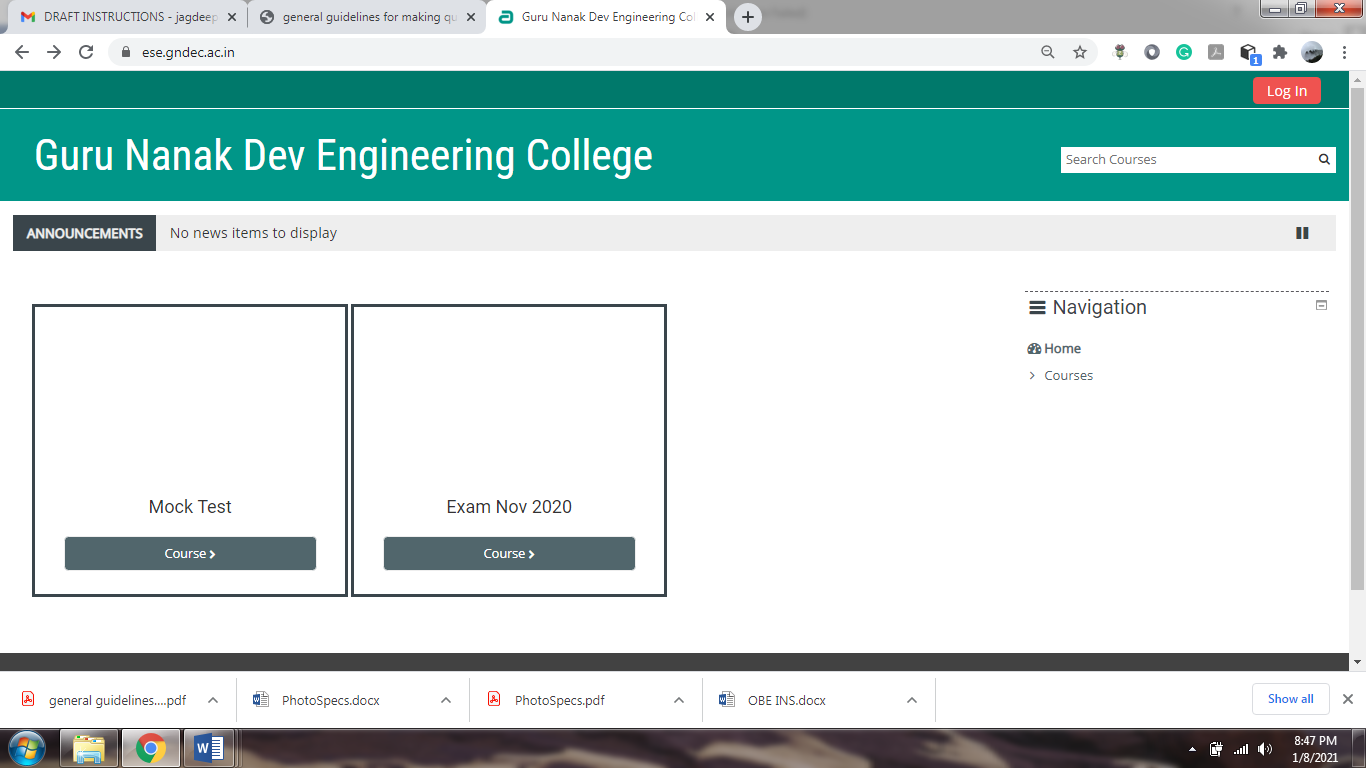 DRAFT INSTRUCTIONS - jagdeep
general guidelines for making qu
Guru Nanak Dev Engineering Col
ese.gndec.ac.in
1
Log In
Guru Nanak Dev Engineering College
Search Courses
ANNOUNCEMENTS No news items to display
Navigation
Home
Courses
Mock Test
Exam Nov 2020
Course
Course
general guidelines....pdf
PhotoSpecs.docx
PhotoSpecs.pdf
OBE INS.docx
Show all
8:47 PM
1/8/2021